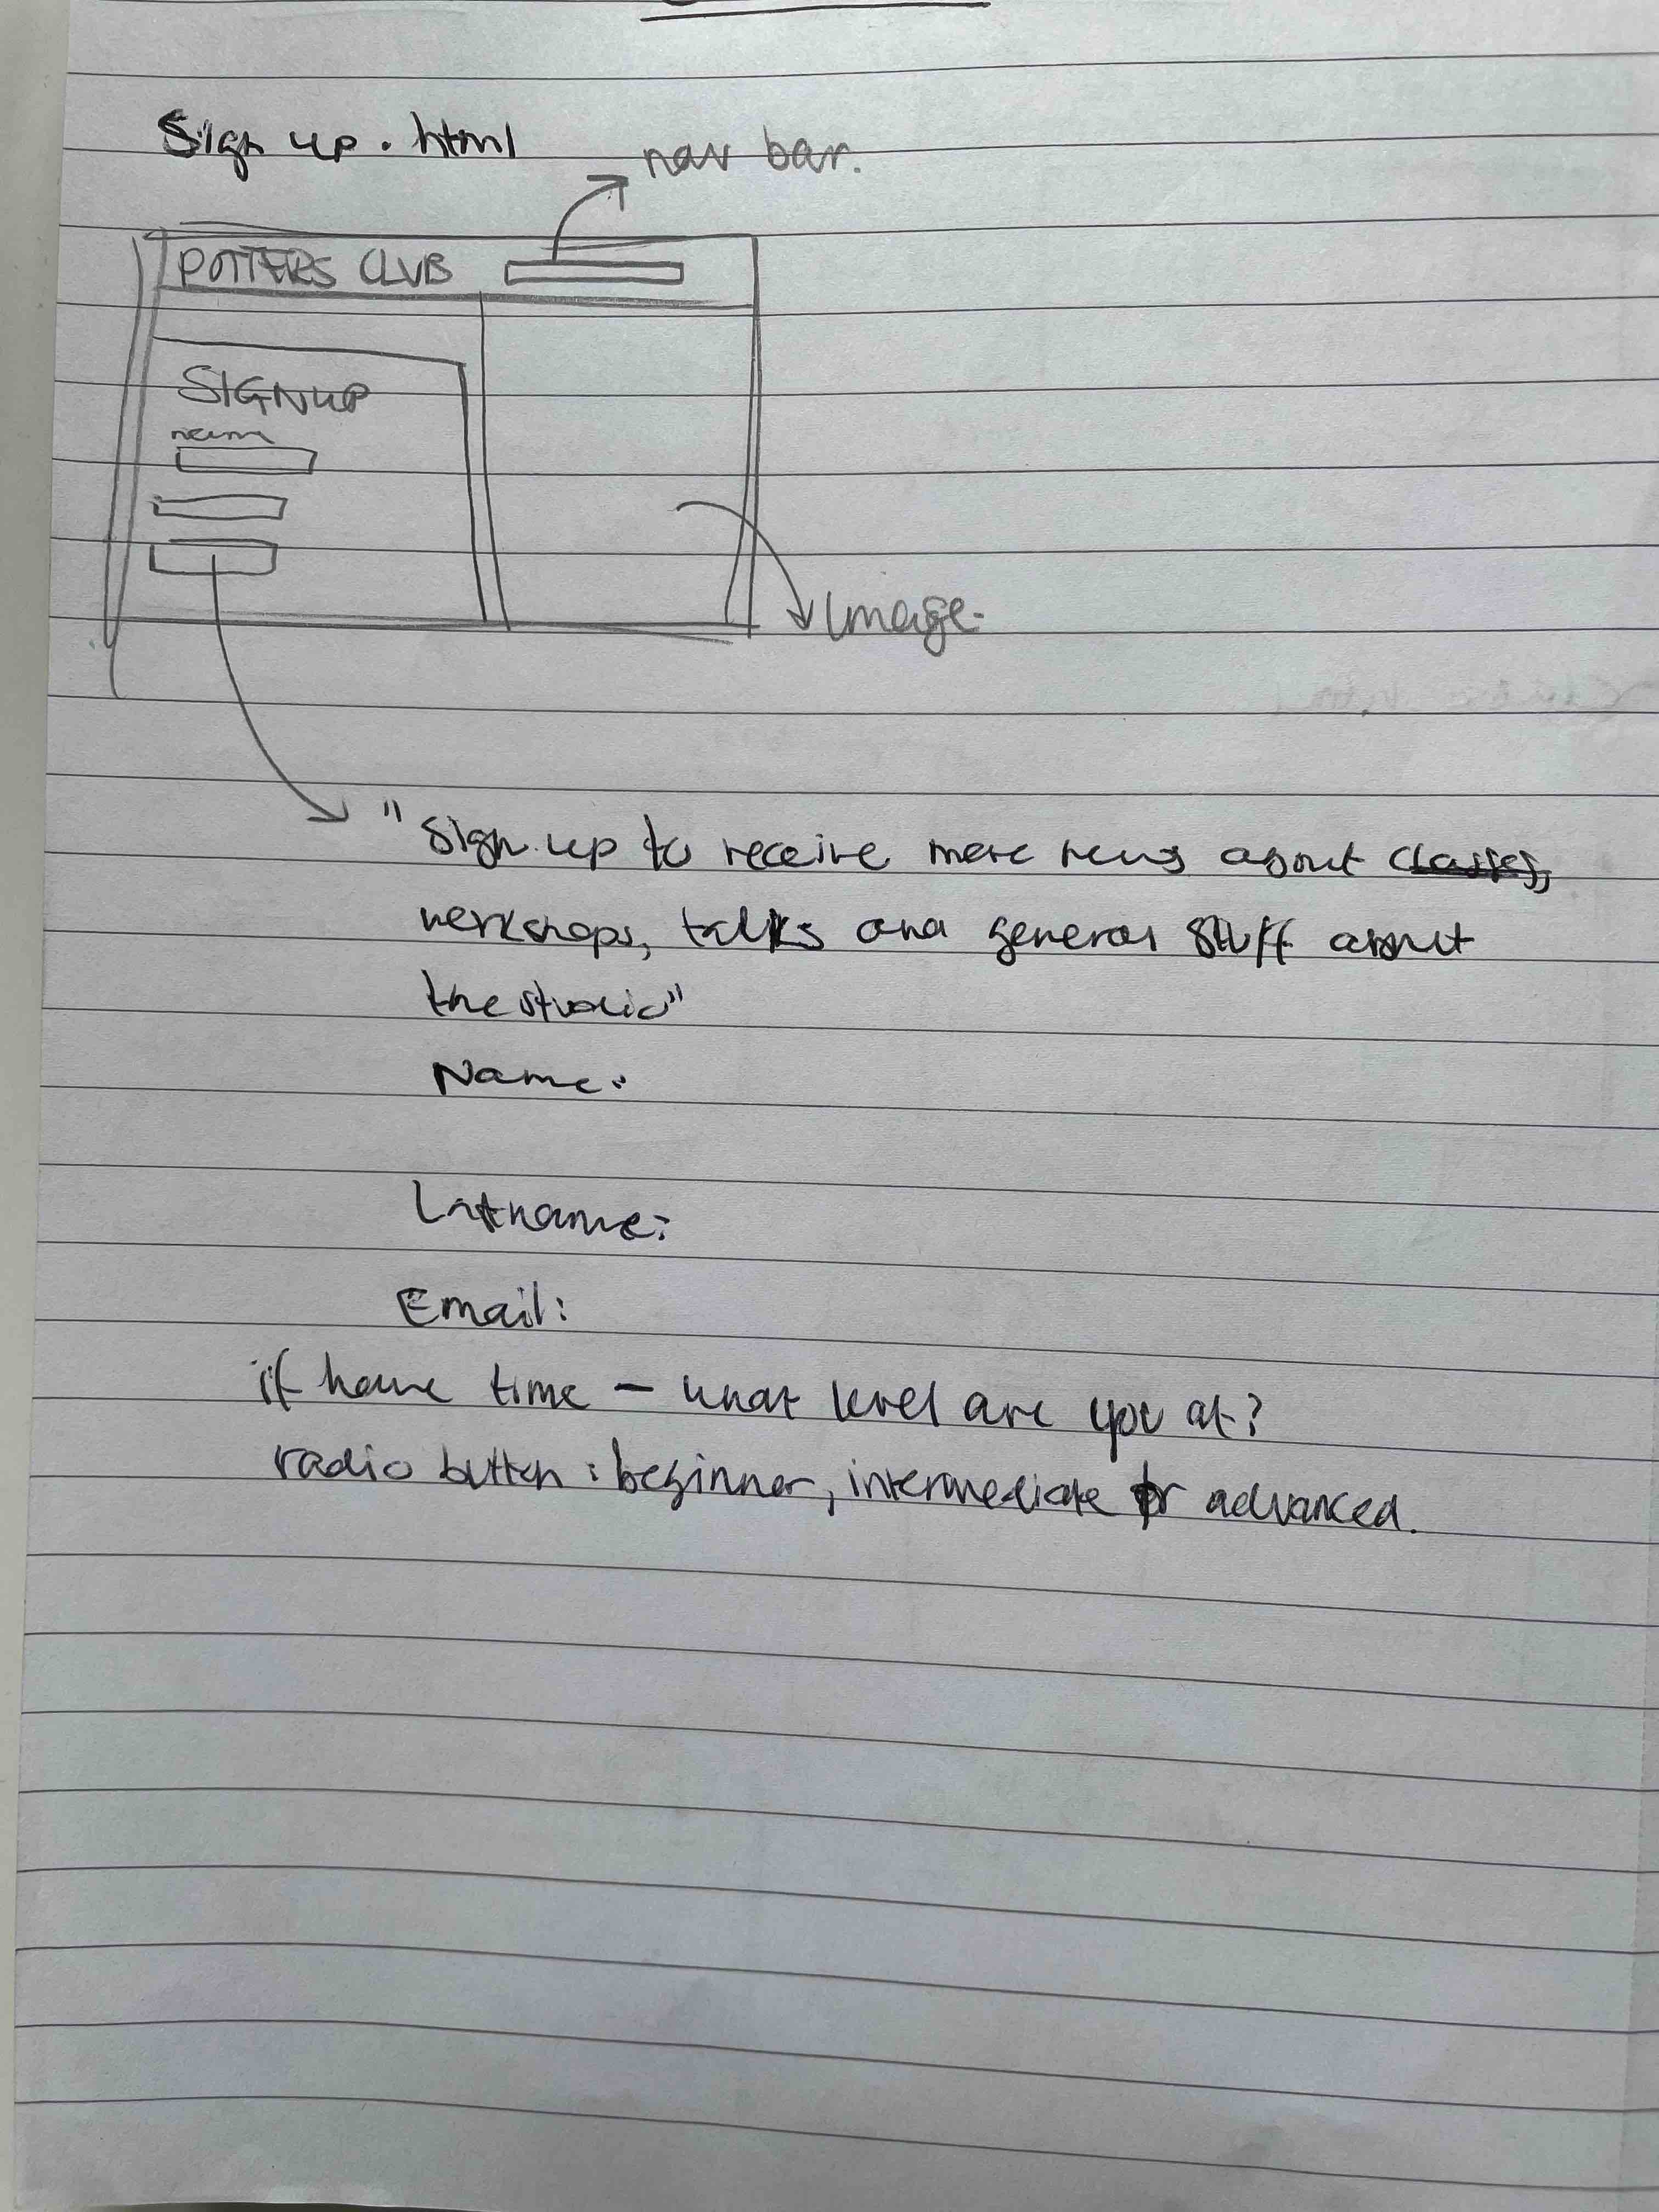 Sign up . html
nav bar.
POTTERS CLUB
SIGNUP
name
Image.
"Sign up to receive more news about classes,
workshops, talks and general stuff about
the studio"
Name:
Lastname:
Email:
if have time - what level are you at?
radio button : beginner, intermediate or advanced.